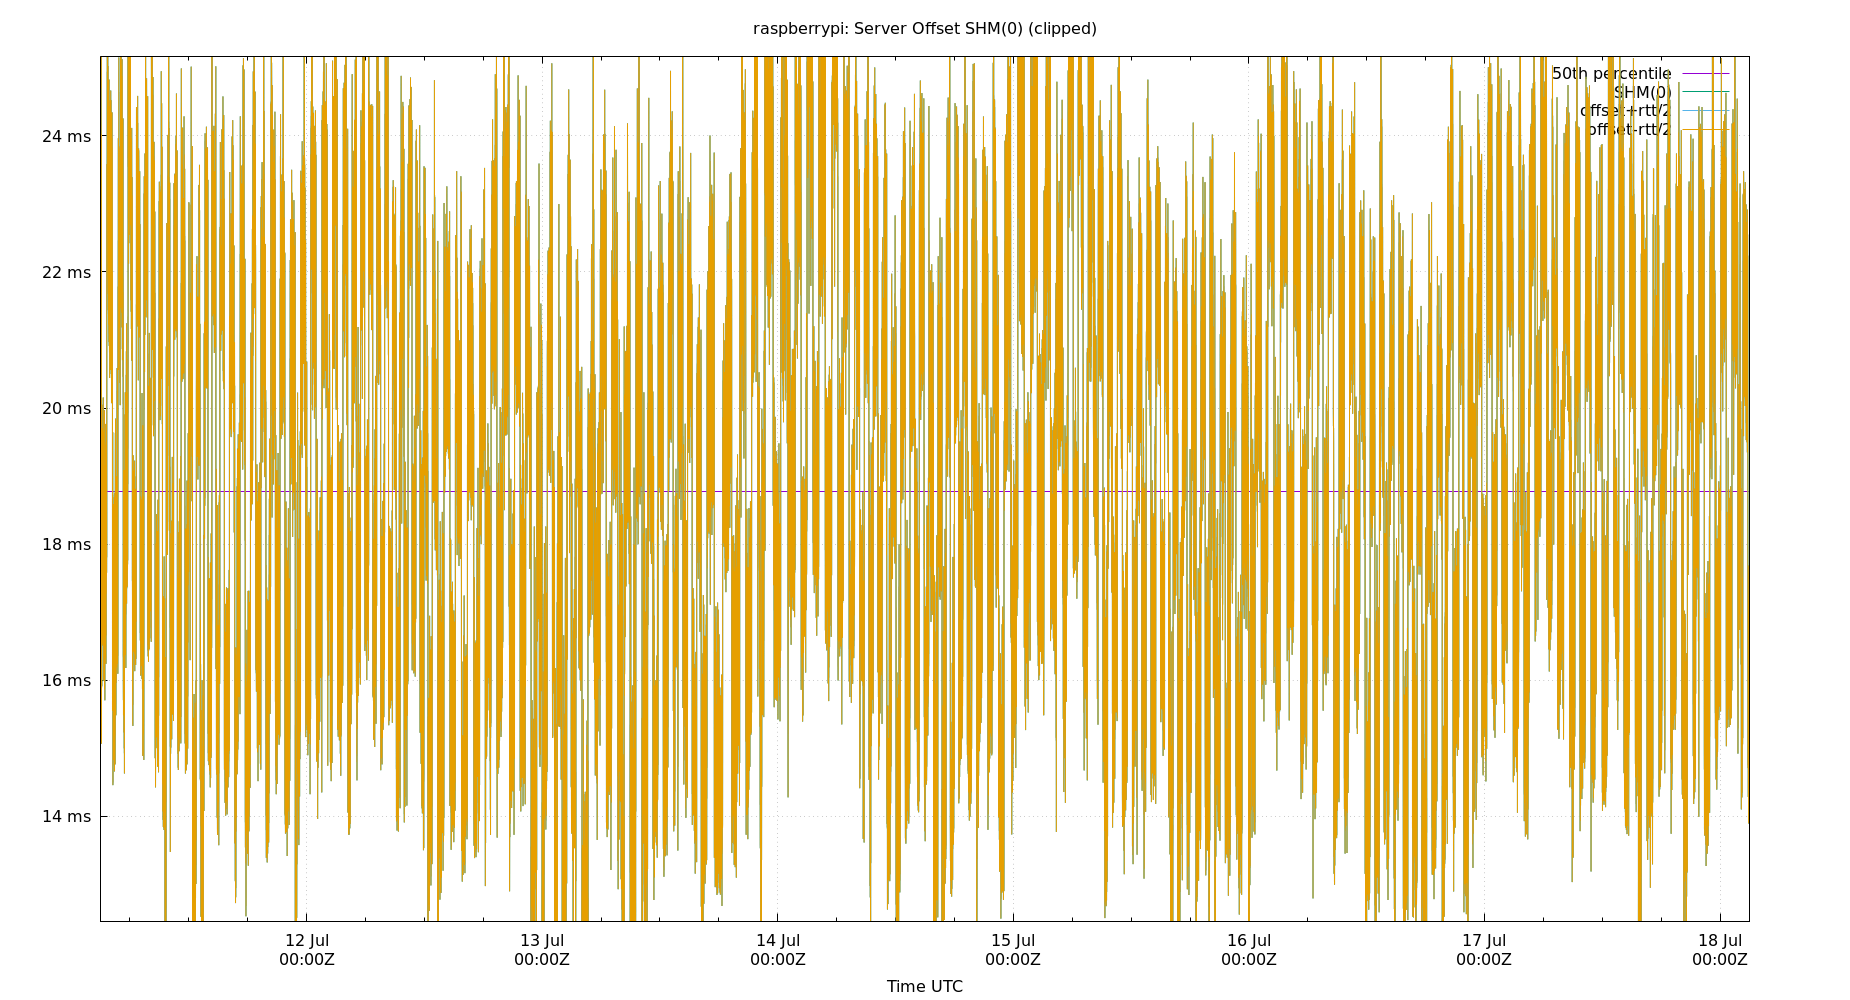 raspberrypi: Server Offset SHM(0) (clipped)
50th percentile
SHM(0)
offset+rtt/2
offset-rtt/2
24 ms
22 ms
20 ms
18 ms
16 ms
14 ms
12 Jul 13 Jul 14 Jul 15 Jul 16 Jul 17 Jul 18 Jul
00:00Z 00:00Z 00:00Z 00:00Z 00:00Z 00:00Z 00:00Z
Time UTC